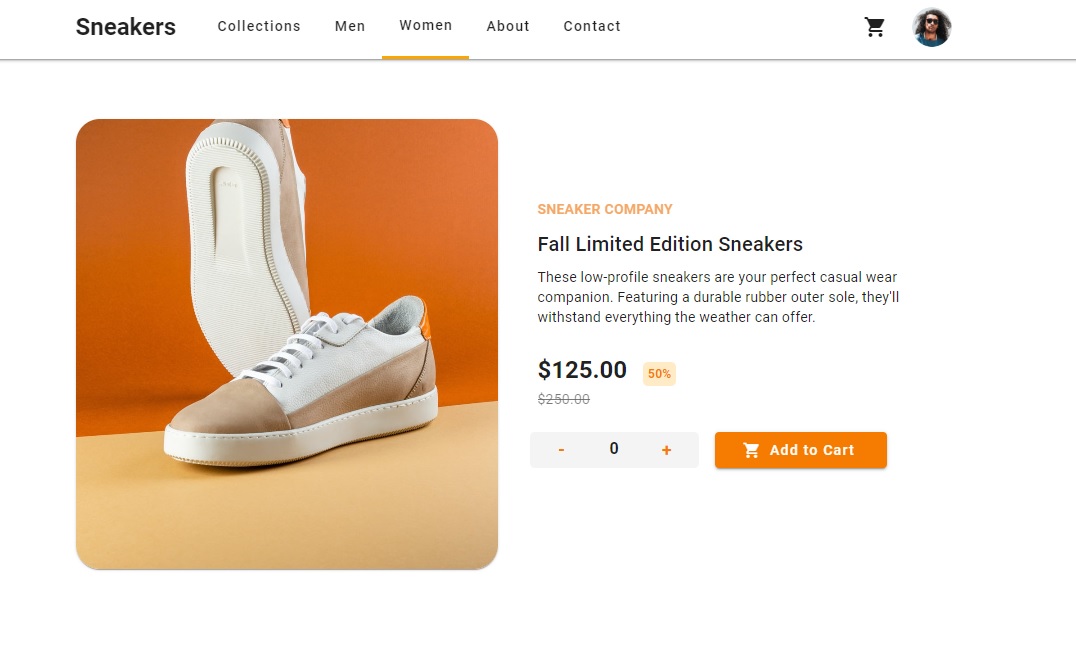 Sneakers Collections Men Women About Contact
SNEAKER COMPANY
Fall Limited Edition Sneakers
These low-profile sneakers are your perfect casual wear
companion. Featuring a durable rubber outer sole, they'll
withstand everything the weather can offer.
$125.00 50%
$250.00
- 0 + Add to Cart